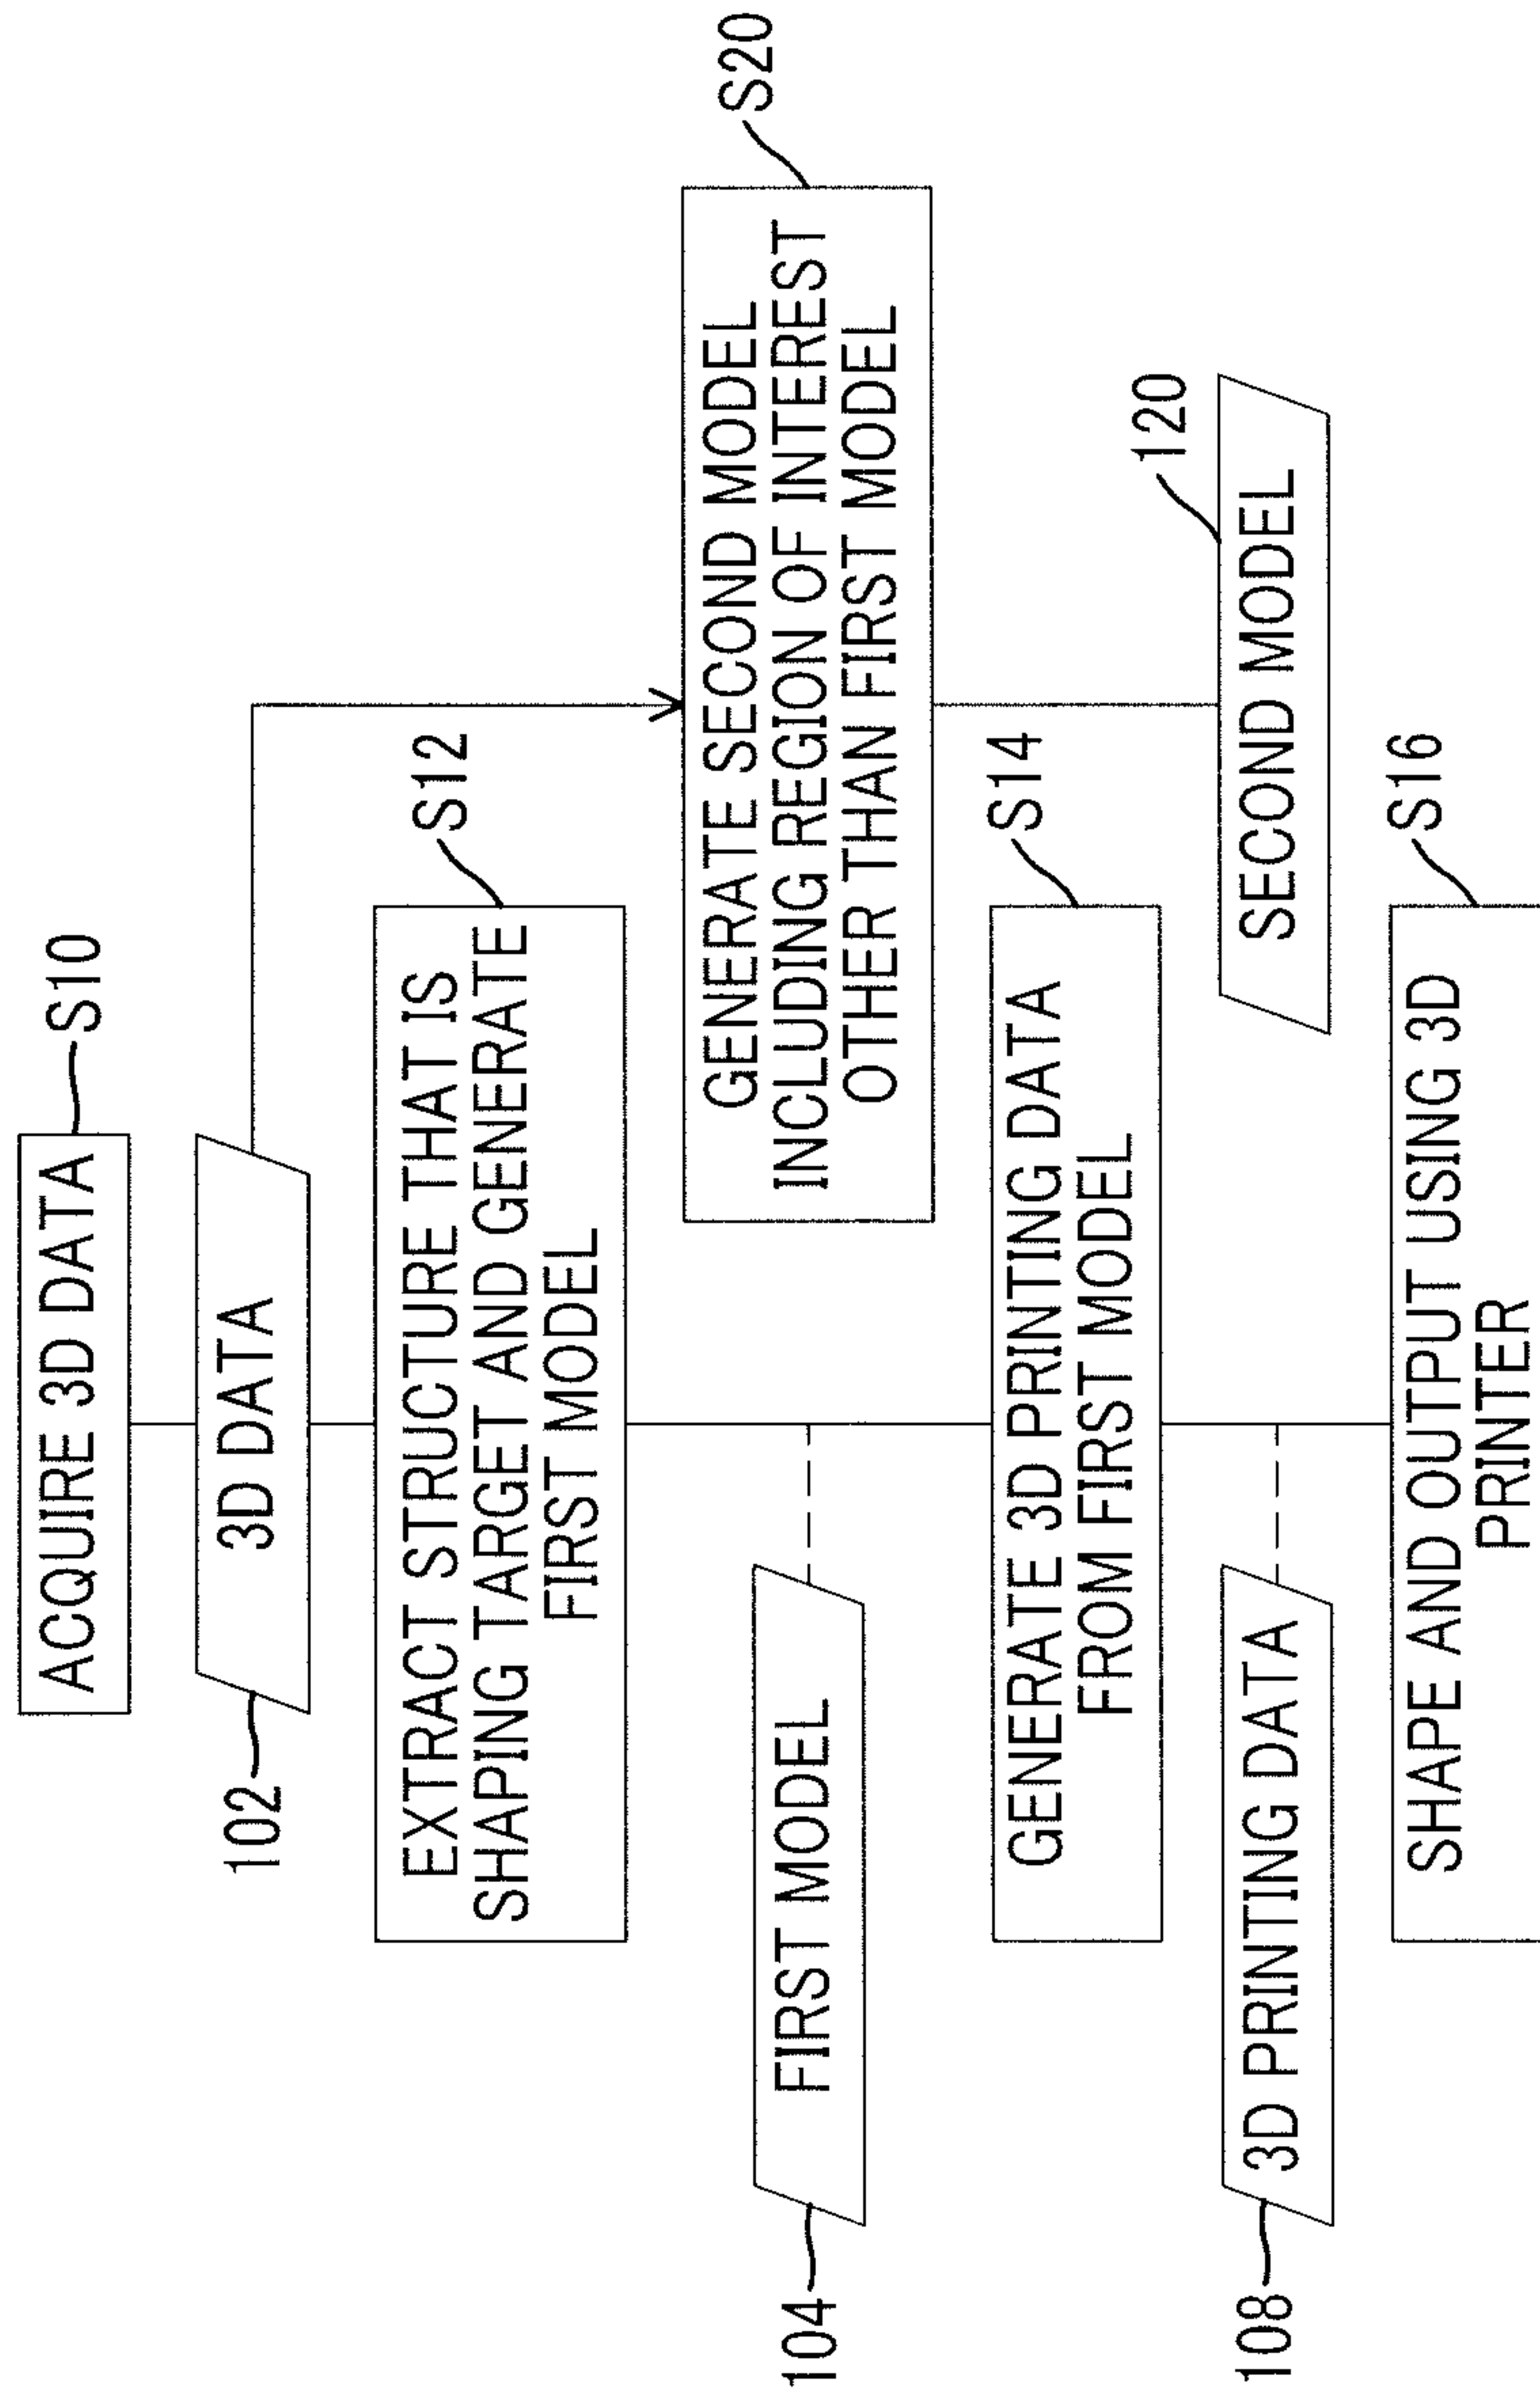 ACQUIRE 3D DATA
S10
3D DATA
102
EXTRACT STRUCTURE THAT IS
SHAPING TARGET AND GENERATE
FIRST MODEL
S12
GENERATE SECOND MODEL
INCLUDING REGION OF INTEREST
OTHER THAN FIRST MODEL
S20
FIRST MODEL
104
GENERATE 3D PRINTING DATA
FROM FIRST MODEL
S14
SECOND MODEL
120
3D PRINTING DATA
108
SHAPE AND OUTPUT USING 3D
PRINTER
S16